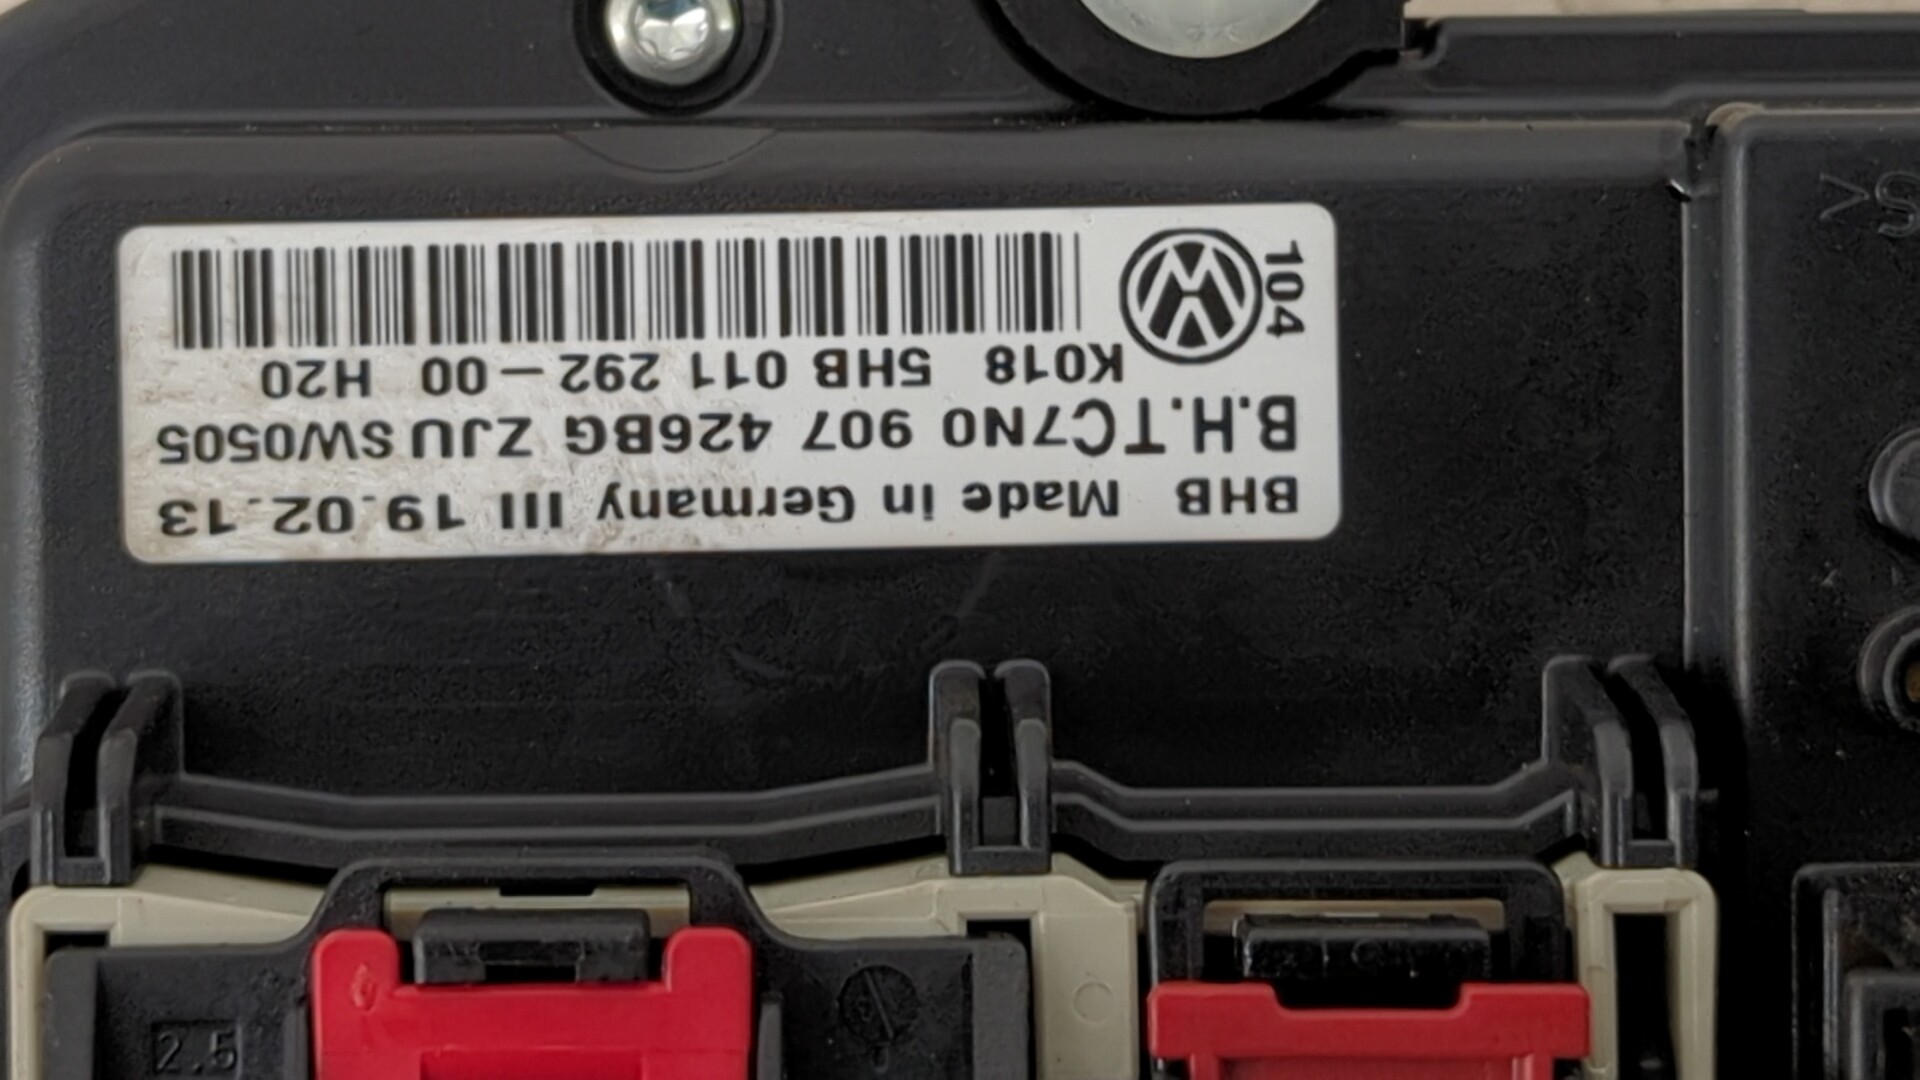 BHB Made in Germany III 19.02.13
B.H.TC7N0 907 426BG ZJU SW0505
K018 5HB 011 292-00 H20
104
2.5